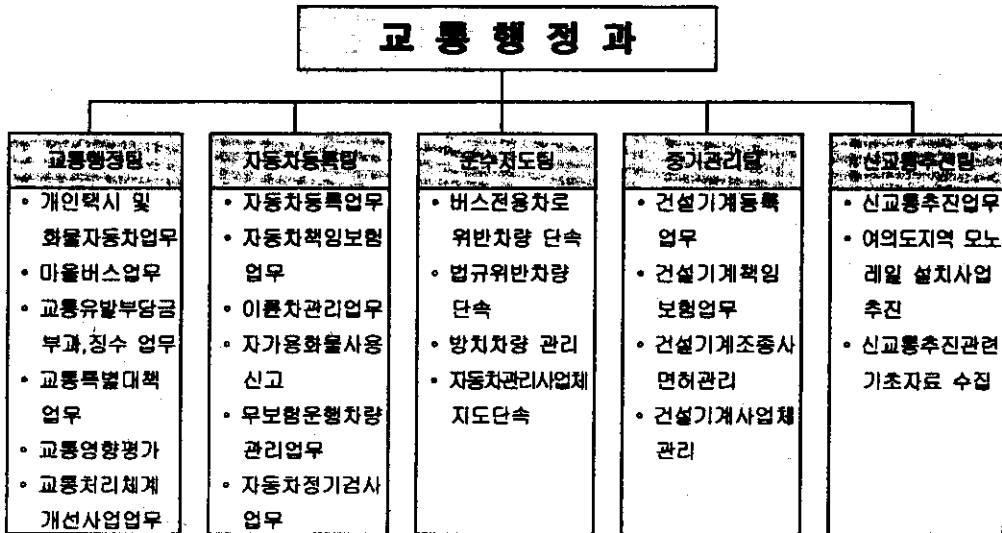 교 통 행 정 과
교통행정팀
• 개인택시 및
화물자동차업무
• 마을버스업무
• 교통유발부담금
부과,징수 업무
• 교통특별대책
업무
• 교통영향평가
• 교통처리체계
개선사업업무
자동차등록팀
• 자동차등록업무
• 자동차책임보험
업무
• 이륜차관리업무
• 자가용화물사용
신고
• 무보험운행차량
관리업무
• 자동차정기검사
업무
운수지도팀
• 버스전용차로
위반차량 단속
• 법규위반차량
단속
• 방치차량 관리
• 자동차관리사업체
지도단속
중기관리팀
• 건설기계등록
업무
• 건설기계책임
보험업무
• 건설기계조종사
면허관리
• 건설기계사업체
관리
신교통추진팀
• 신교통추진업무
• 여의도지역 모노
레일 설치사업
추진
• 신교통추진관련
기초자료 수집